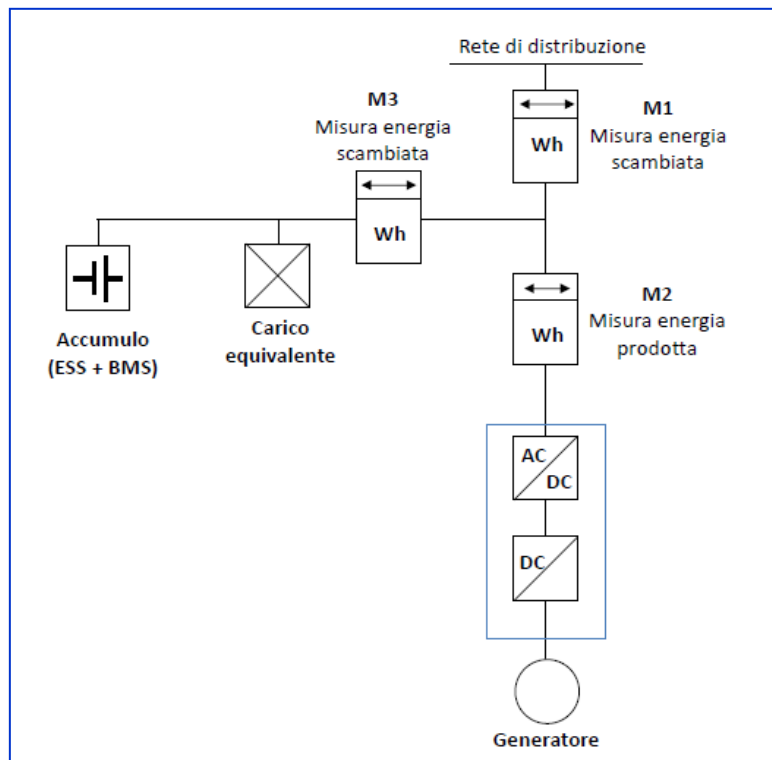 Rete di distribuzione
M3
Misura energia
scambiata
Wh
M1
Misura energia
scambiata
Wh
Accumulo
(ESS + BMS)
Carico
equivalente
Wh
M2
Misura energia
prodotta
AC
DC
DC
Generatore